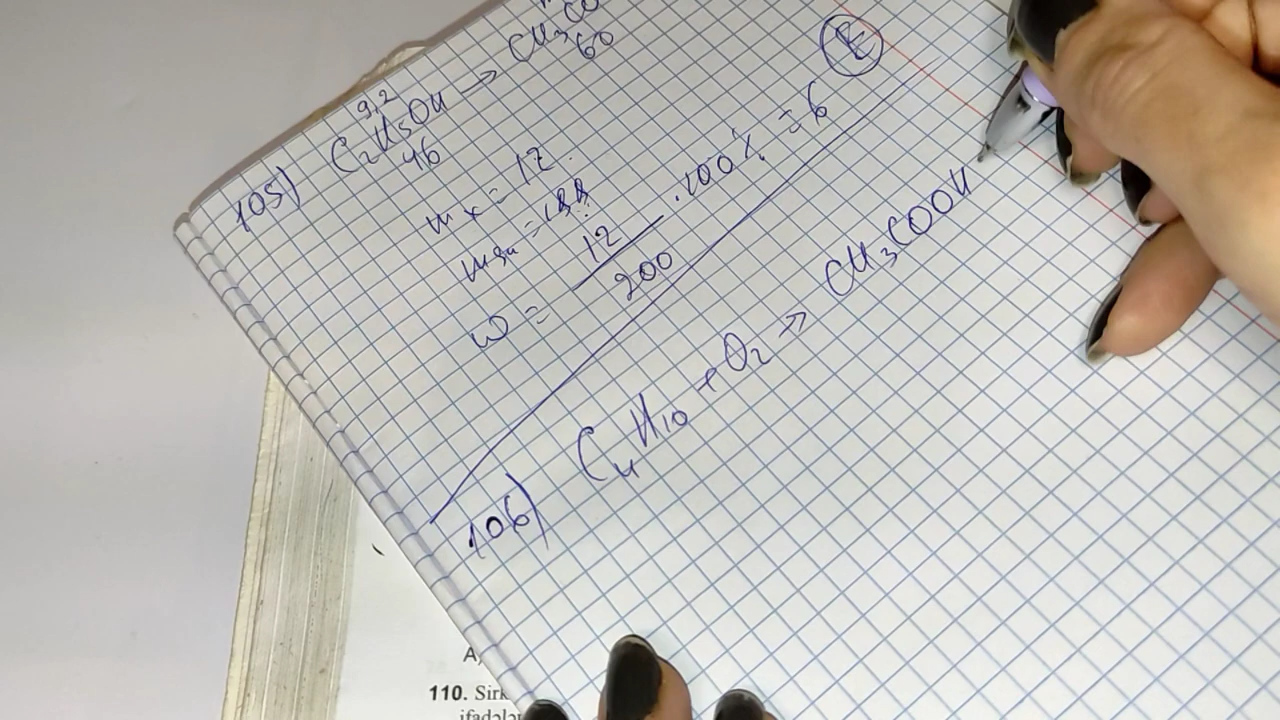 105) C₂H₅OH → CH₃CO
9,2
46 60
mx = 12
w = 12/200 · 100% = 6 E
106) C₄H₁₀ + O₂ → CH₃COOH
A)
110. Sirk
ifadələr